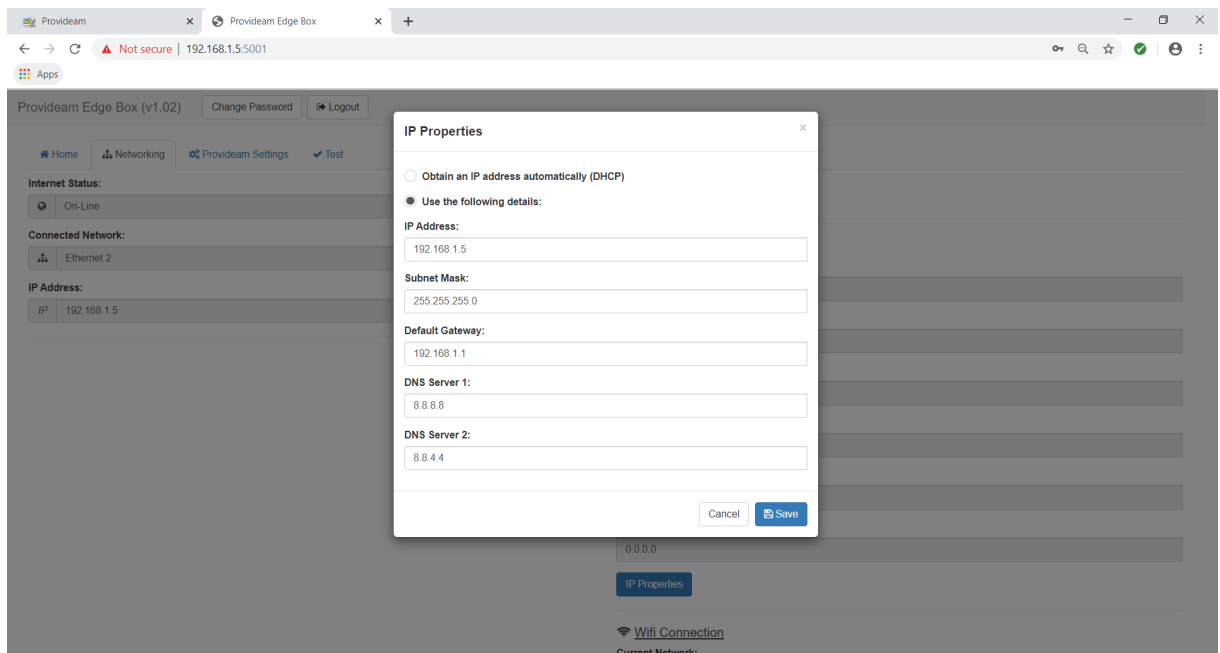 Provideam
Provideam Edge Box
Not secure | 192.168.1.5:5001
Apps
Provideam Edge Box (v1.02)
Change Password
Logout
Home
Networking
Provideam Settings
Test
Internet Status:
On-Line
Connected Network:
Ethernet 2
IP Address:
IP 192.168.1.5
IP Properties
×
Obtain an IP address automatically (DHCP)
Use the following details:
IP Address:
192.168.1.5
Subnet Mask:
255.255.255.0
Default Gateway:
192.168.1.1
DNS Server 1:
8.8.8.8
DNS Server 2:
8.8.4.4
Cancel
Save
0.0.0.0
IP Properties
Wifi Connection
Current Network: